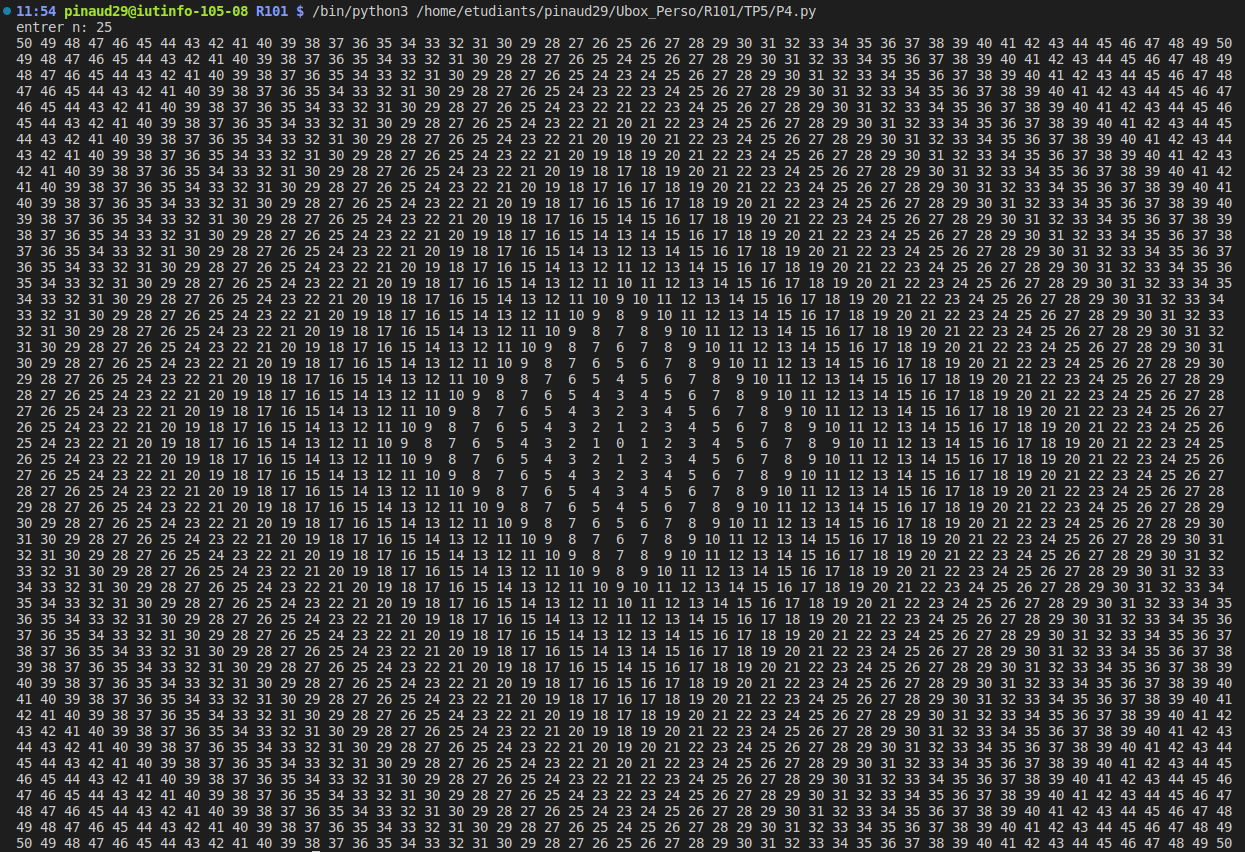 11:54 pinaud29@iutinfo-105-08 R101 $ /bin/python3 /home/etudiants/pinaud29/Ubox_Perso/R101/TP5/P4.py
entrer n: 25
50 49 48 47 46 45 44 43 42 41 40 39 38 37 36 35 34 33 32 31 30 29 28 27 26 25 26 27 28 29 30 31 32 33 34 35 36 37 38 39 40 41 42 43 44 45 46 47 48 49 50
49 48 47 46 45 44 43 42 41 40 39 38 37 36 35 34 33 32 31 30 29 28 27 26 25 24 25 26 27 28 29 30 31 32 33 34 35 36 37 38 39 40 41 42 43 44 45 46 47 48 49
48 47 46 45 44 43 42 41 40 39 38 37 36 35 34 33 32 31 30 29 28 27 26 25 24 23 24 25 26 27 28 29 30 31 32 33 34 35 36 37 38 39 40 41 42 43 44 45 46 47 48
47 46 45 44 43 42 41 40 39 38 37 36 35 34 33 32 31 30 29 28 27 26 25 24 23 22 23 24 25 26 27 28 29 30 31 32 33 34 35 36 37 38 39 40 41 42 43 44 45 46 47
46 45 44 43 42 41 40 39 38 37 36 35 34 33 32 31 30 29 28 27 26 25 24 23 22 21 22 23 24 25 26 27 28 29 30 31 32 33 34 35 36 37 38 39 40 41 42 43 44 45 46
45 44 43 42 41 40 39 38 37 36 35 34 33 32 31 30 29 28 27 26 25 24 23 22 21 20 21 22 23 24 25 26 27 28 29 30 31 32 33 34 35 36 37 38 39 40 41 42 43 44 45
44 43 42 41 40 39 38 37 36 35 34 33 32 31 30 29 28 27 26 25 24 23 22 21 20 19 20 21 22 23 24 25 26 27 28 29 30 31 32 33 34 35 36 37 38 39 40 41 42 43 44
43 42 41 40 39 38 37 36 35 34 33 32 31 30 29 28 27 26 25 24 23 22 21 20 19 18 19 20 21 22 23 24 25 26 27 28 29 30 31 32 33 34 35 36 37 38 39 40 41 42 43
42 41 40 39 38 37 36 35 34 33 32 31 30 29 28 27 26 25 24 23 22 21 20 19 18 17 18 19 20 21 22 23 24 25 26 27 28 29 30 31 32 33 34 35 36 37 38 39 40 41 42
41 40 39 38 37 36 35 34 33 32 31 30 29 28 27 26 25 24 23 22 21 20 19 18 17 16 17 18 19 20 21 22 23 24 25 26 27 28 29 30 31 32 33 34 35 36 37 38 39 40 41
40 39 38 37 36 35 34 33 32 31 30 29 28 27 26 25 24 23 22 21 20 19 18 17 16 15 16 17 18 19 20 21 22 23 24 25 26 27 28 29 30 31 32 33 34 35 36 37 38 39 40
39 38 37 36 35 34 33 32 31 30 29 28 27 26 25 24 23 22 21 20 19 18 17 16 15 14 15 16 17 18 19 20 21 22 23 24 25 26 27 28 29 30 31 32 33 34 35 36 37 38 39
38 37 36 35 34 33 32 31 30 29 28 27 26 25 24 23 22 21 20 19 18 17 16 15 14 13 14 15 16 17 18 19 20 21 22 23 24 25 26 27 28 29 30 31 32 33 34 35 36 37 38
37 36 35 34 33 32 31 30 29 28 27 26 25 24 23 22 21 20 19 18 17 16 15 14 13 12 13 14 15 16 17 18 19 20 21 22 23 24 25 26 27 28 29 30 31 32 33 34 35 36 37
36 35 34 33 32 31 30 29 28 27 26 25 24 23 22 21 20 19 18 17 16 15 14 13 12 11 12 13 14 15 16 17 18 19 20 21 22 23 24 25 26 27 28 29 30 31 32 33 34 35 36
35 34 33 32 31 30 29 28 27 26 25 24 23 22 21 20 19 18 17 16 15 14 13 12 11 10 11 12 13 14 15 16 17 18 19 20 21 22 23 24 25 26 27 28 29 30 31 32 33 34 35
34 33 32 31 30 29 28 27 26 25 24 23 22 21 20 19 18 17 16 15 14 13 12 11 10 9 10 11 12 13 14 15 16 17 18 19 20 21 22 23 24 25 26 27 28 29 30 31 32 33 34
33 32 31 30 29 28 27 26 25 24 23 22 21 20 19 18 17 16 15 14 13 12 11 10 9 8 9 10 11 12 13 14 15 16 17 18 19 20 21 22 23 24 25 26 27 28 29 30 31 32 33
32 31 30 29 28 27 26 25 24 23 22 21 20 19 18 17 16 15 14 13 12 11 10 9 8 7 8 9 10 11 12 13 14 15 16 17 18 19 20 21 22 23 24 25 26 27 28 29 30 31 32
31 30 29 28 27 26 25 24 23 22 21 20 19 18 17 16 15 14 13 12 11 10 9 8 7 6 7 8 9 10 11 12 13 14 15 16 17 18 19 20 21 22 23 24 25 26 27 28 29 30 31
30 29 28 27 26 25 24 23 22 21 20 19 18 17 16 15 14 13 12 11 10 9 8 7 6 5 6 7 8 9 10 11 12 13 14 15 16 17 18 19 20 21 22 23 24 25 26 27 28 29 30
29 28 27 26 25 24 23 22 21 20 19 18 17 16 15 14 13 12 11 10 9 8 7 6 5 4 5 6 7 8 9 10 11 12 13 14 15 16 17 18 19 20 21 22 23 24 25 26 27 28 29
28 27 26 25 24 23 22 21 20 19 18 17 16 15 14 13 12 11 10 9 8 7 6 5 4 3 4 5 6 7 8 9 10 11 12 13 14 15 16 17 18 19 20 21 22 23 24 25 26 27 28
27 26 25 24 23 22 21 20 19 18 17 16 15 14 13 12 11 10 9 8 7 6 5 4 3 2 3 4 5 6 7 8 9 10 11 12 13 14 15 16 17 18 19 20 21 22 23 24 25 26 27
26 25 24 23 22 21 20 19 18 17 16 15 14 13 12 11 10 9 8 7 6 5 4 3 2 1 2 3 4 5 6 7 8 9 10 11 12 13 14 15 16 17 18 19 20 21 22 23 24 25 26
25 24 23 22 21 20 19 18 17 16 15 14 13 12 11 10 9 8 7 6 5 4 3 2 1 0 1 2 3 4 5 6 7 8 9 10 11 12 13 14 15 16 17 18 19 20 21 22 23 24 25
26 25 24 23 22 21 20 19 18 17 16 15 14 13 12 11 10 9 8 7 6 5 4 3 2 1 2 3 4 5 6 7 8 9 10 11 12 13 14 15 16 17 18 19 20 21 22 23 24 25 26
27 26 25 24 23 22 21 20 19 18 17 16 15 14 13 12 11 10 9 8 7 6 5 4 3 2 3 4 5 6 7 8 9 10 11 12 13 14 15 16 17 18 19 20 21 22 23 24 25 26 27
28 27 26 25 24 23 22 21 20 19 18 17 16 15 14 13 12 11 10 9 8 7 6 5 4 3 4 5 6 7 8 9 10 11 12 13 14 15 16 17 18 19 20 21 22 23 24 25 26 27 28
29 28 27 26 25 24 23 22 21 20 19 18 17 16 15 14 13 12 11 10 9 8 7 6 5 4 5 6 7 8 9 10 11 12 13 14 15 16 17 18 19 20 21 22 23 24 25 26 27 28 29
30 29 28 27 26 25 24 23 22 21 20 19 18 17 16 15 14 13 12 11 10 9 8 7 6 5 6 7 8 9 10 11 12 13 14 15 16 17 18 19 20 21 22 23 24 25 26 27 28 29 30
31 30 29 28 27 26 25 24 23 22 21 20 19 18 17 16 15 14 13 12 11 10 9 8 7 6 7 8 9 10 11 12 13 14 15 16 17 18 19 20 21 22 23 24 25 26 27 28 29 30 31
32 31 30 29 28 27 26 25 24 23 22 21 20 19 18 17 16 15 14 13 12 11 10 9 8 7 8 9 10 11 12 13 14 15 16 17 18 19 20 21 22 23 24 25 26 27 28 29 30 31 32
33 32 31 30 29 28 27 26 25 24 23 22 21 20 19 18 17 16 15 14 13 12 11 10 9 8 9 10 11 12 13 14 15 16 17 18 19 20 21 22 23 24 25 26 27 28 29 30 31 32 33
34 33 32 31 30 29 28 27 26 25 24 23 22 21 20 19 18 17 16 15 14 13 12 11 10 9 10 11 12 13 14 15 16 17 18 19 20 21 22 23 24 25 26 27 28 29 30 31 32 33 34
35 34 33 32 31 30 29 28 27 26 25 24 23 22 21 20 19 18 17 16 15 14 13 12 11 10 11 12 13 14 15 16 17 18 19 20 21 22 23 24 25 26 27 28 29 30 31 32 33 34 35
36 35 34 33 32 31 30 29 28 27 26 25 24 23 22 21 20 19 18 17 16 15 14 13 12 11 12 13 14 15 16 17 18 19 20 21 22 23 24 25 26 27 28 29 30 31 32 33 34 35 36
37 36 35 34 33 32 31 30 29 28 27 26 25 24 23 22 21 20 19 18 17 16 15 14 13 12 13 14 15 16 17 18 19 20 21 22 23 24 25 26 27 28 29 30 31 32 33 34 35 36 37
38 37 36 35 34 33 32 31 30 29 28 27 26 25 24 23 22 21 20 19 18 17 16 15 14 13 14 15 16 17 18 19 20 21 22 23 24 25 26 27 28 29 30 31 32 33 34 35 36 37 38
39 38 37 36 35 34 33 32 31 30 29 28 27 26 25 24 23 22 21 20 19 18 17 16 15 14 15 16 17 18 19 20 21 22 23 24 25 26 27 28 29 30 31 32 33 34 35 36 37 38 39
40 39 38 37 36 35 34 33 32 31 30 29 28 27 26 25 24 23 22 21 20 19 18 17 16 15 16 17 18 19 20 21 22 23 24 25 26 27 28 29 30 31 32 33 34 35 36 37 38 39 40
41 40 39 38 37 36 35 34 33 32 31 30 29 28 27 26 25 24 23 22 21 20 19 18 17 16 17 18 19 20 21 22 23 24 25 26 27 28 29 30 31 32 33 34 35 36 37 38 39 40 41
42 41 40 39 38 37 36 35 34 33 32 31 30 29 28 27 26 25 24 23 22 21 20 19 18 17 18 19 20 21 22 23 24 25 26 27 28 29 30 31 32 33 34 35 36 37 38 39 40 41 42
43 42 41 40 39 38 37 36 35 34 33 32 31 30 29 28 27 26 25 24 23 22 21 20 19 18 19 20 21 22 23 24 25 26 27 28 29 30 31 32 33 34 35 36 37 38 39 40 41 42 43
44 43 42 41 40 39 38 37 36 35 34 33 32 31 30 29 28 27 26 25 24 23 22 21 20 19 20 21 22 23 24 25 26 27 28 29 30 31 32 33 34 35 36 37 38 39 40 41 42 43 44
45 44 43 42 41 40 39 38 37 36 35 34 33 32 31 30 29 28 27 26 25 24 23 22 21 20 21 22 23 24 25 26 27 28 29 30 31 32 33 34 35 36 37 38 39 40 41 42 43 44 45
46 45 44 43 42 41 40 39 38 37 36 35 34 33 32 31 30 29 28 27 26 25 24 23 22 21 22 23 24 25 26 27 28 29 30 31 32 33 34 35 36 37 38 39 40 41 42 43 44 45 46
47 46 45 44 43 42 41 40 39 38 37 36 35 34 33 32 31 30 29 28 27 26 25 24 23 22 23 24 25 26 27 28 29 30 31 32 33 34 35 36 37 38 39 40 41 42 43 44 45 46 47
48 47 46 45 44 43 42 41 40 39 38 37 36 35 34 33 32 31 30 29 28 27 26 25 24 23 24 25 26 27 28 29 30 31 32 33 34 35 36 37 38 39 40 41 42 43 44 45 46 47 48
49 48 47 46 45 44 43 42 41 40 39 38 37 36 35 34 33 32 31 30 29 28 27 26 25 24 25 26 27 28 29 30 31 32 33 34 35 36 37 38 39 40 41 42 43 44 45 46 47 48 49
50 49 48 47 46 45 44 43 42 41 40 39 38 37 36 35 34 33 32 31 30 29 28 27 26 25 26 27 28 29 30 31 32 33 34 35 36 37 38 39 40 41 42 43 44 45 46 47 48 49 50